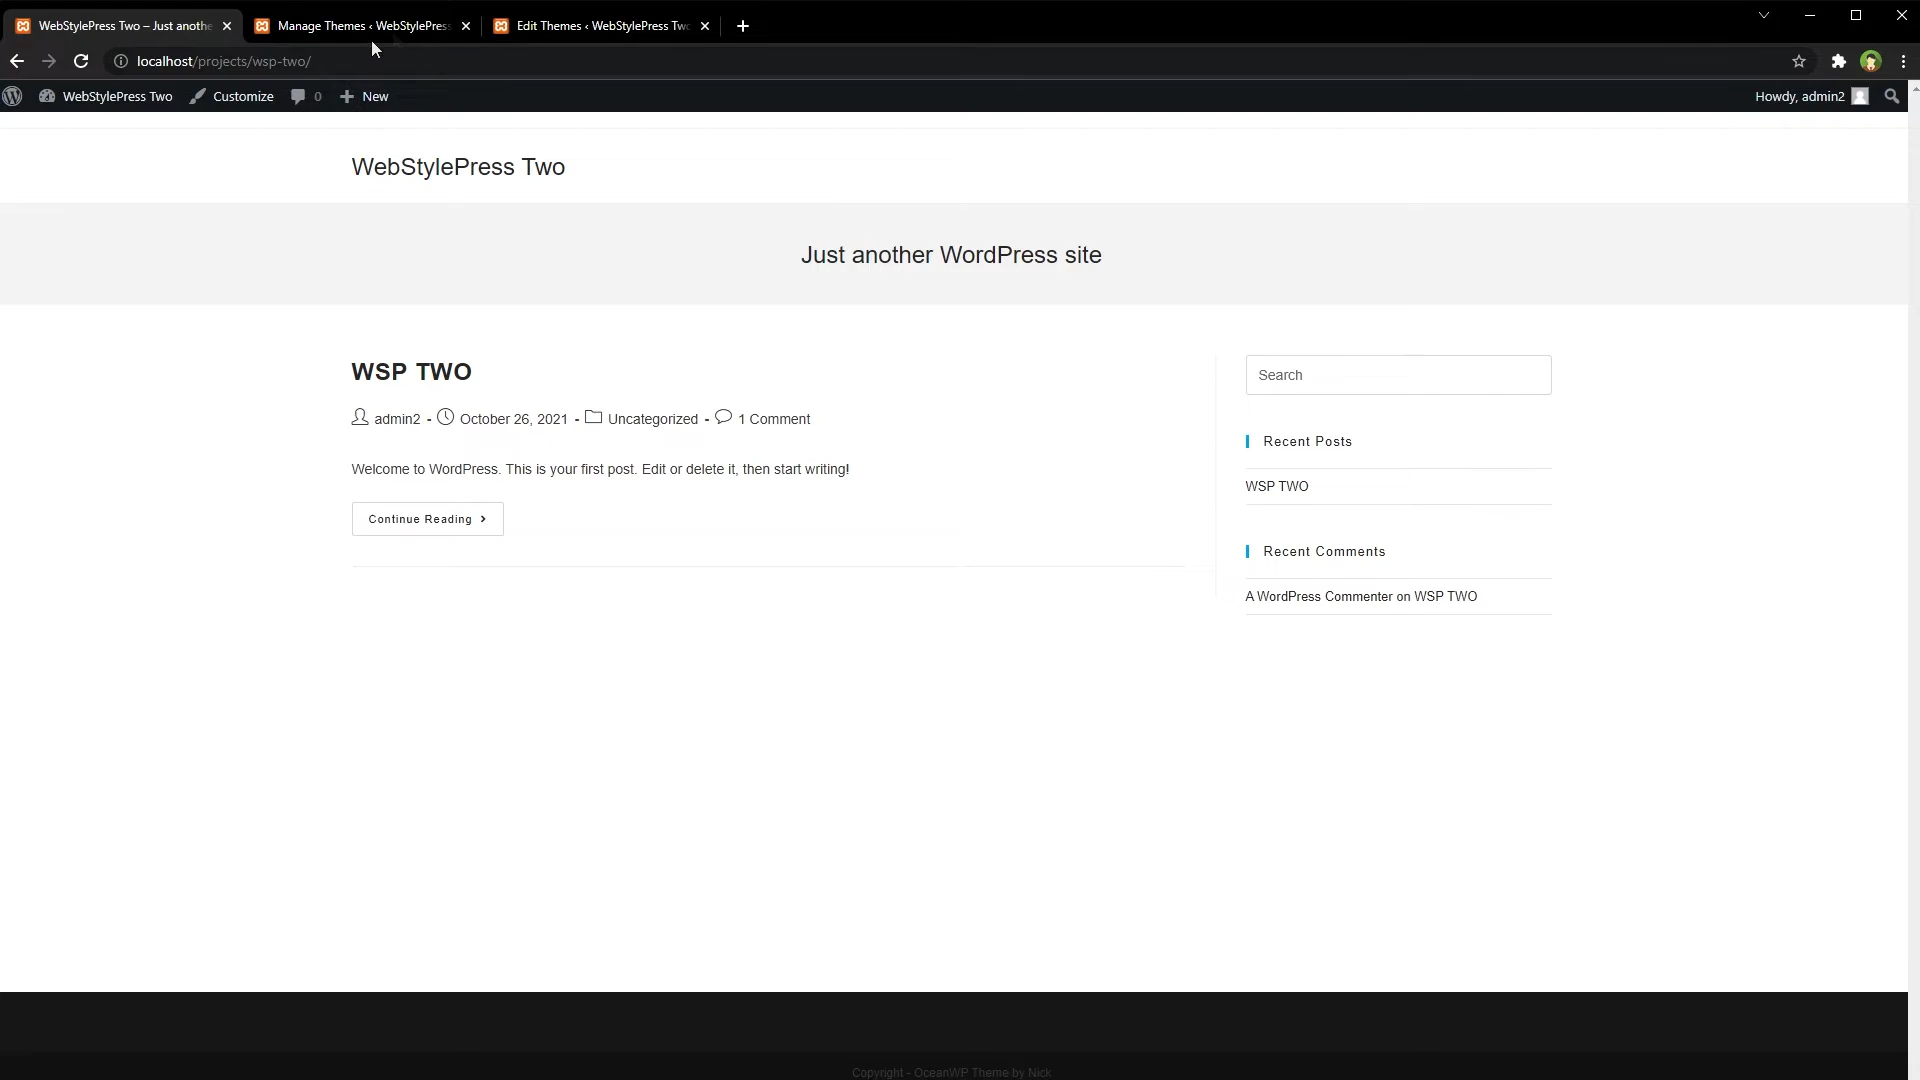 WebStylePress Two – Just anothe
Manage Themes ‹ WebStylePress
Edit Themes ‹ WebStylePress Two
localhost/projects/wsp-two/
WebStylePress Two
Customize
0
New
Howdy, admin2
WebStylePress Two
Just another WordPress site
WSP TWO
admin2 - October 26, 2021 - Uncategorized - 1 Comment
Welcome to WordPress. This is your first post. Edit or delete it, then start writing!
Continue Reading
Search
Recent Posts
WSP TWO
Recent Comments
A WordPress Commenter on WSP TWO
Copyright - OceanWP Theme by Nick